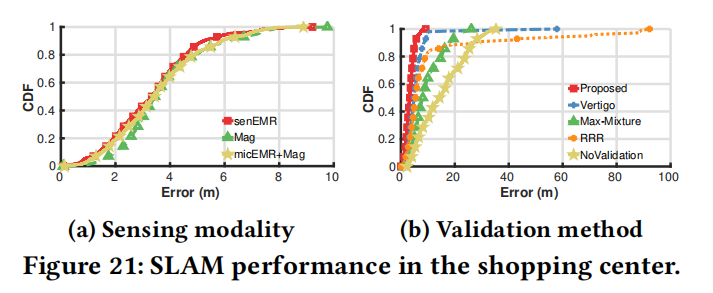 CDF
1
0.8
0.6
0.4
0.2
0
0 2 4 6 8 10
Error (m)
senEMR
Mag
micEMR+Mag
(a) Sensing modality
CDF
1
0.8
0.6
0.4
0.2
0
0 20 40 60 80 100
Error (m)
Proposed
Vertigo
Max-Mixture
RRR
NoValidation
(b) Validation method
Figure 21: SLAM performance in the shopping center.